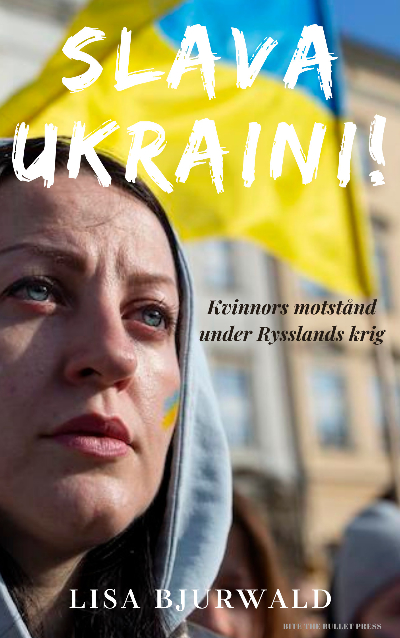 SLAVA
UKRAINI!
Kvinnors motstånd
under Rysslands krig
LISA BJURWALD
BITE THE BULLET PRESS